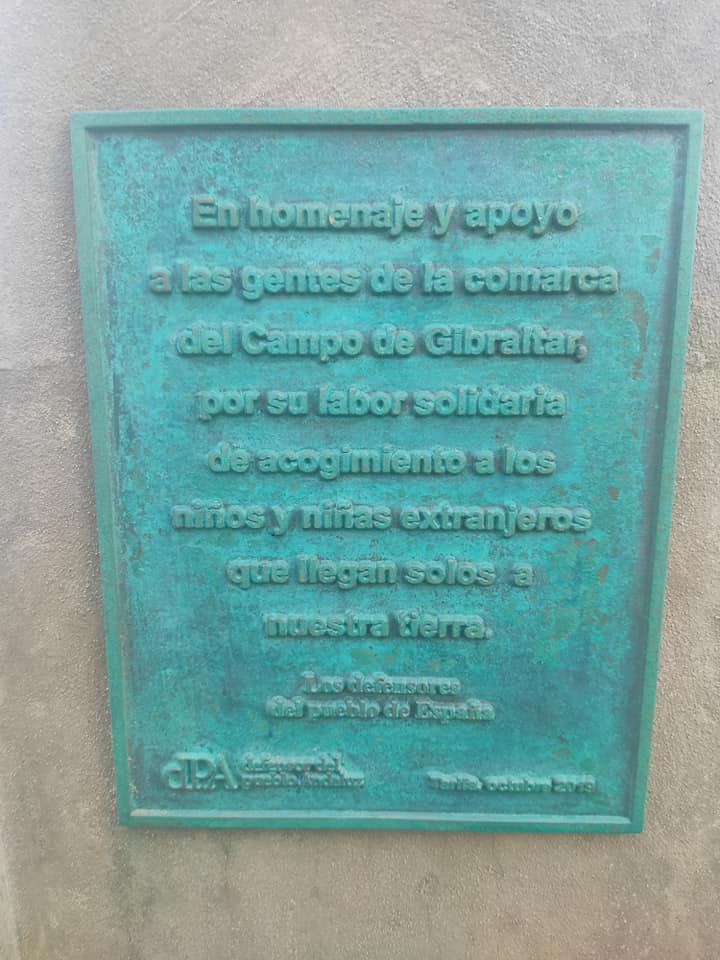 En homenaje y apoyo
a las gentes de la comarca
del Campo de Gibraltar,
por su labor solidaria
de acogimiento a los
niños y niñas extranjeros
que llegan solos a
nuestra tierra.
Los defensores
del pueblo de España
dPA
defensor del
pueblo Andaluz
Tarifa, octubre 2019